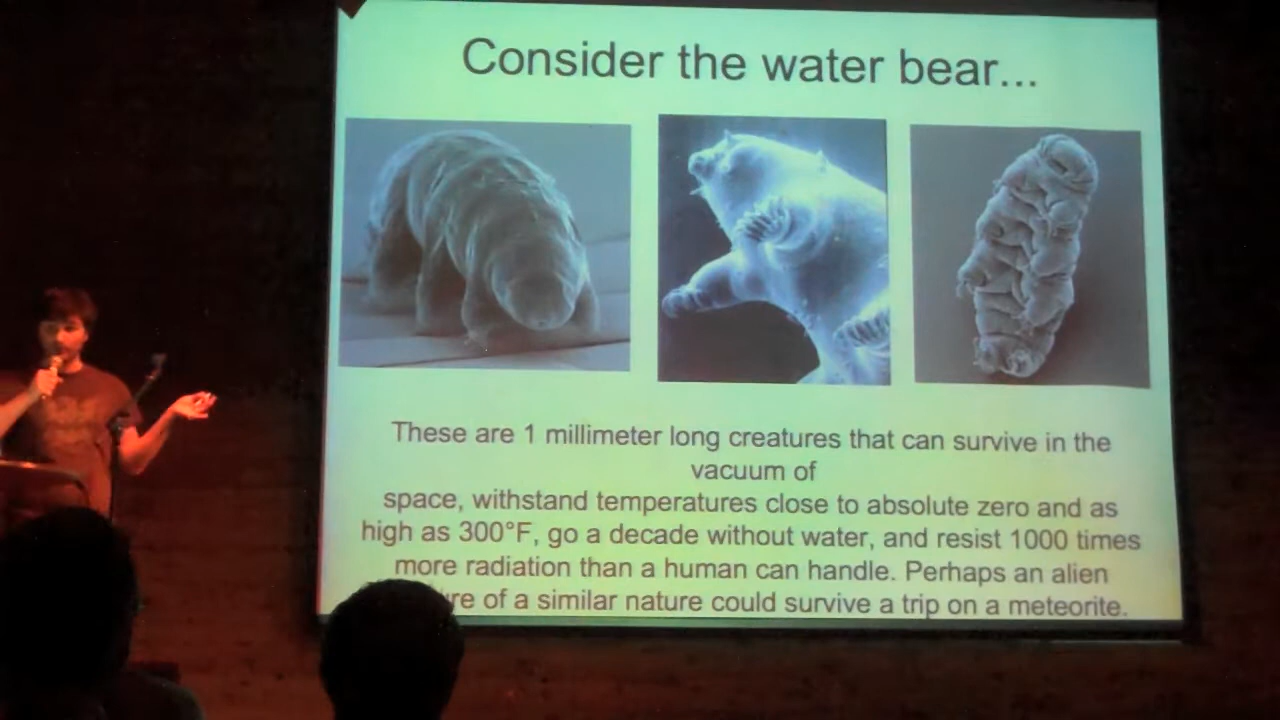 Consider the water bear...
These are 1 millimeter long creatures that can survive in the
vacuum of
space, withstand temperatures close to absolute zero and as
high as 300°F, go a decade without water, and resist 1000 times
more radiation than a human can handle. Perhaps an alien
of a similar nature could survive a trip on a meteorite.